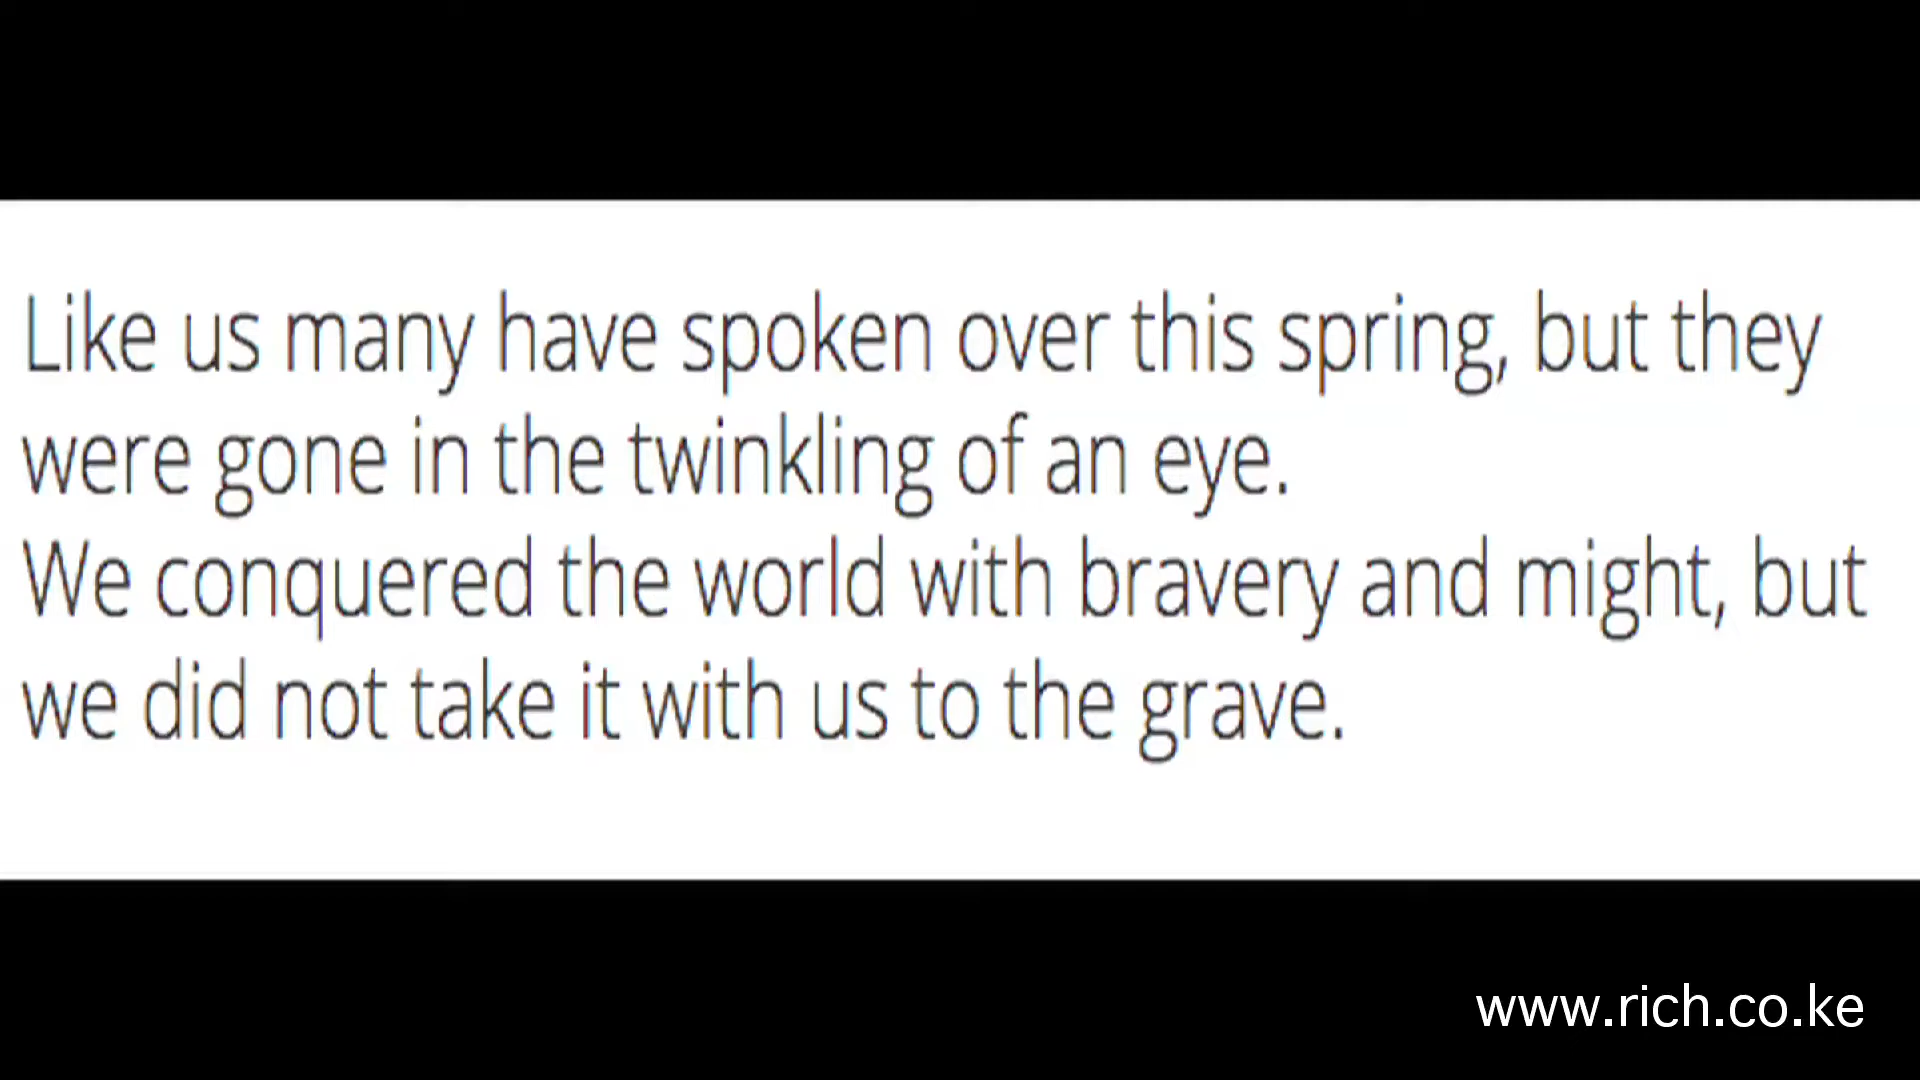 Like us many have spoken over this spring, but they
were gone in the twinkling of an eye.
We conquered the world with bravery and might, but
we did not take it with us to the grave.
www.rich.co.ke